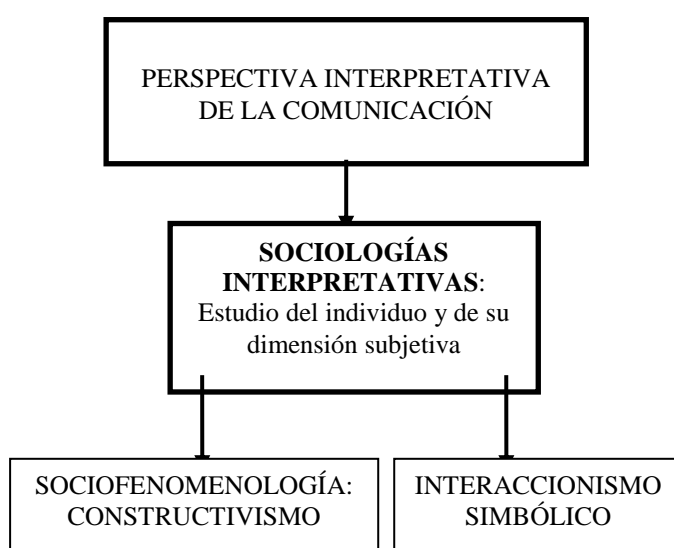 PERSPECTIVA INTERPRETATIVA
DE LA COMUNICACIÓN
SOCIOLOGÍAS
INTERPRETATIVAS:
Estudio del individuo y de su
dimensión subjetiva
SOCIOFENOMENOLOGÍA:
CONSTRUCTIVISMO
INTERACCIONISMO
SIMBÓLICO